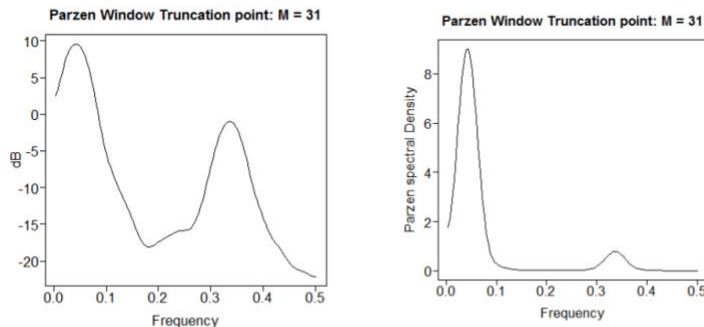 Parzen Window Truncation point: M = 31
10
5
0
-5
-10
-15
-20
dB
0.0 0.1 0.2 0.3 0.4 0.5
Frequency
Parzen Window Truncation point: M = 31
8
6
4
2
0
Parzen spectral Density
0.0 0.1 0.2 0.3 0.4 0.5
Frequency